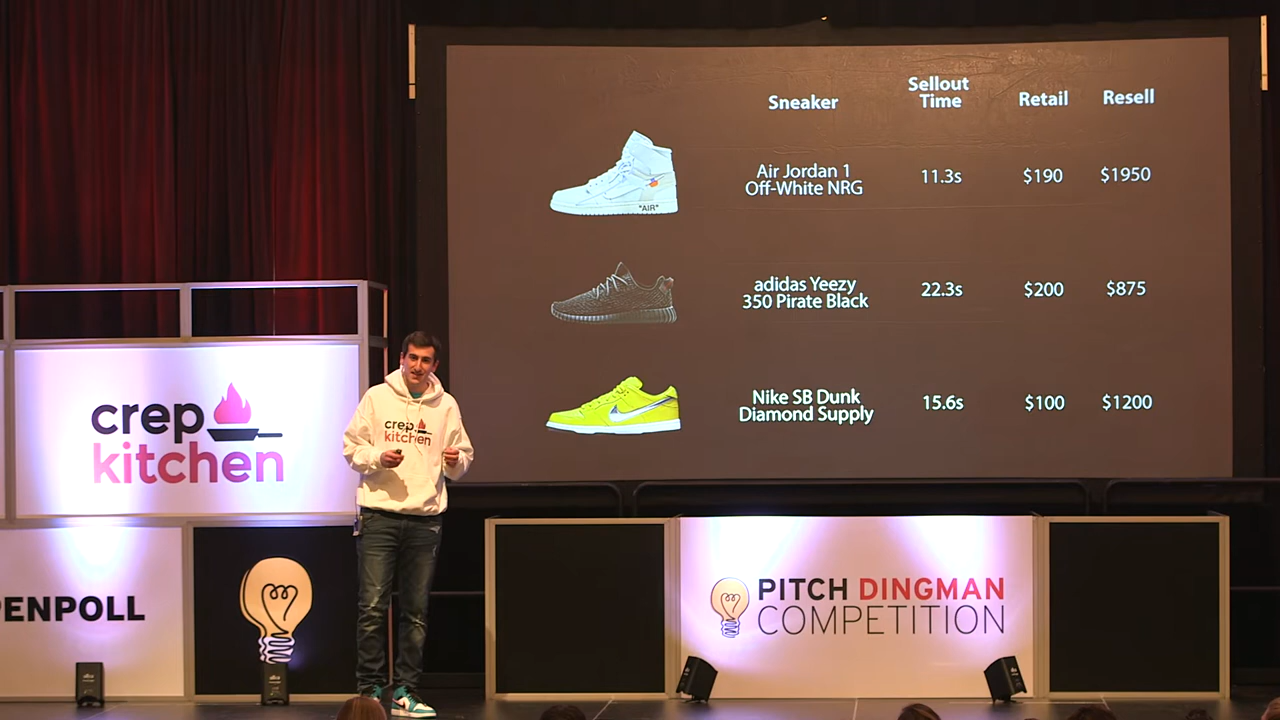 Sneaker
Sellout
Time
Retail
Resell
Air Jordan 1
Off-White NRG
11.3s
$190
$1950
"AIR"
adidas Yeezy
350 Pirate Black
22.3s
$200
$875
Nike SB Dunk
Diamond Supply
15.6s
$100
$1200
crep
kitchen
crep
kitchen
PENPOLL
PITCH DINGMAN
COMPETITION